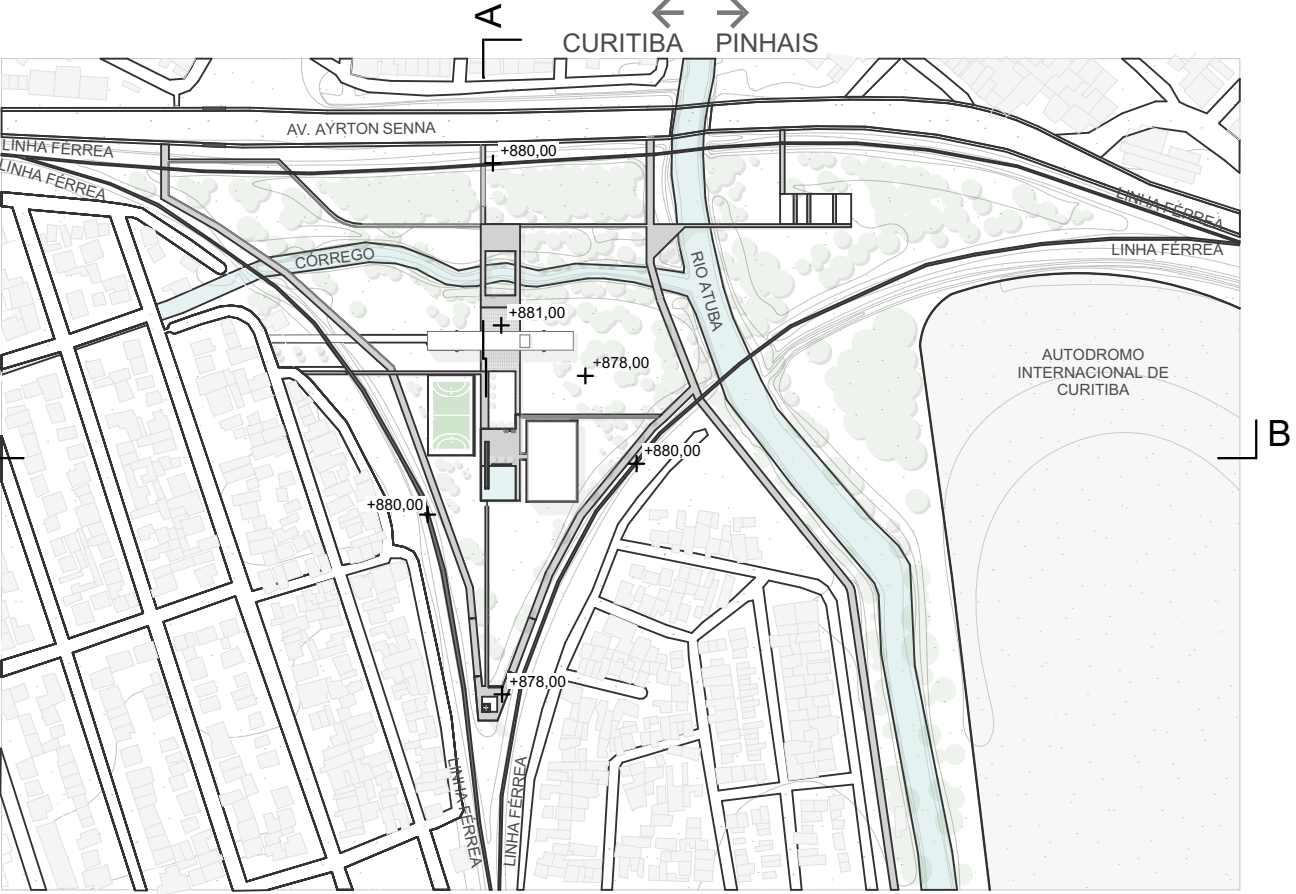 A
CURITIBA PINHAIS
AV. AYRTON SENNA
LINHA FÉRREA
LINHA FÉRREA
+880,00
LINHA FÉRREA
LINHA FÉRREA
CÓRREGO
RIO ATUBA
+881,00
+878,00
AUTODROMO
INTERNACIONAL DE
CURITIBA
B
+880,00
+880,00
+878,00
LINHA FÉRREA
LINHA FÉRREA